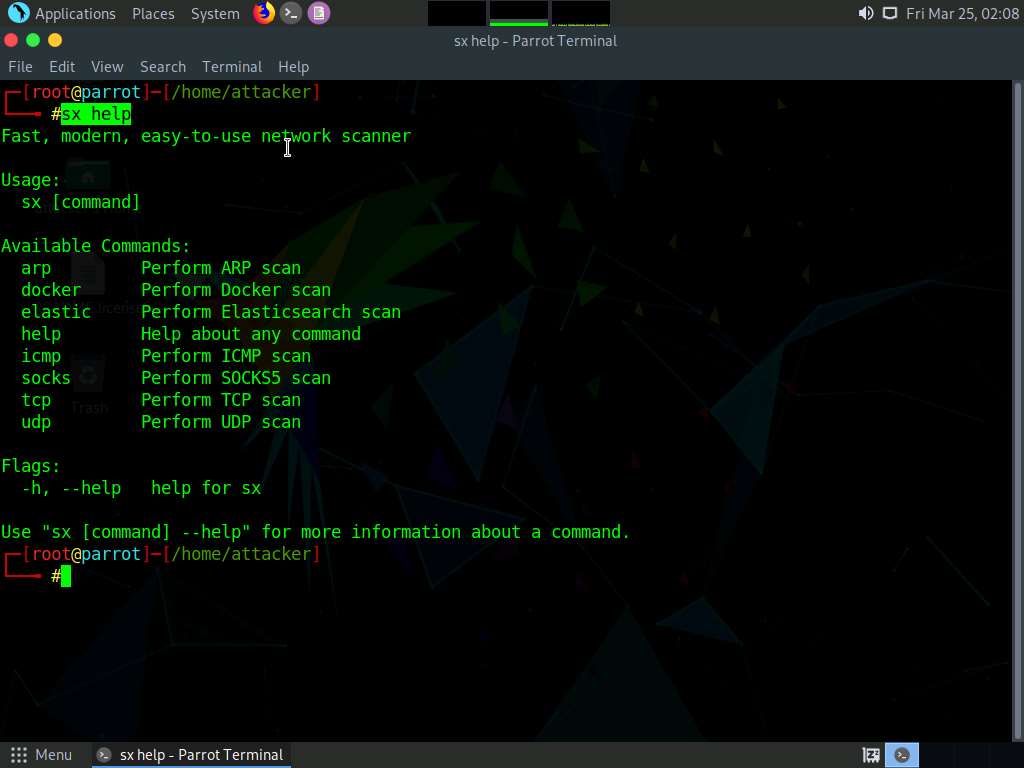 Applications Places System Fri Mar 25, 02:08
sx help - Parrot Terminal
File Edit View Search Terminal Help
┌─[root@parrot]─[/home/attacker]
└──╼ #sx help
Fast, modern, easy-to-use network scanner
Usage:
sx [command]
Available Commands:
arp Perform ARP scan
docker Perform Docker scan
elastic Perform Elasticsearch scan
help Help about any command
icmp Perform ICMP scan
socks Perform SOCKS5 scan
tcp Perform TCP scan
Trash
udp Perform UDP scan
Flags:
-h, --help help for sx
Use "sx [command] --help" for more information about a command.
┌─[root@parrot]─[/home/attacker]
└──╼ #
Menu sx help - Parrot Terminal